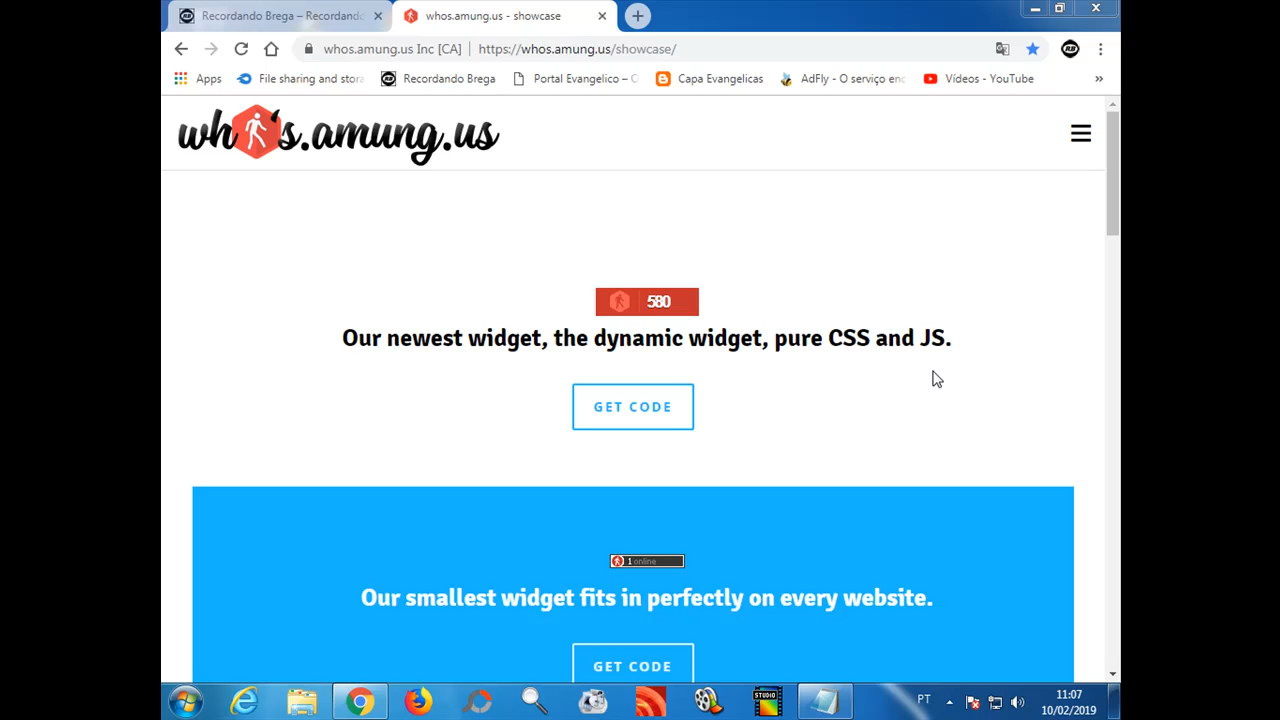 Recordando Brega – Recordando
whos.amung.us - showcase
whos.amung.us Inc [CA]
https://whos.amung.us/showcase/
RB
Apps
File sharing and stora
Recordando Brega
Portal Evangelico – O
Capa Evangelicas
AdFly - O serviço enc
Vídeos - YouTube
»
who's.amung.us
580
Our newest widget, the dynamic widget, pure CSS and JS.
GET CODE
1 online
Our smallest widget fits in perfectly on every website.
GET CODE
STUDIO
PT
11:07
10/02/2019